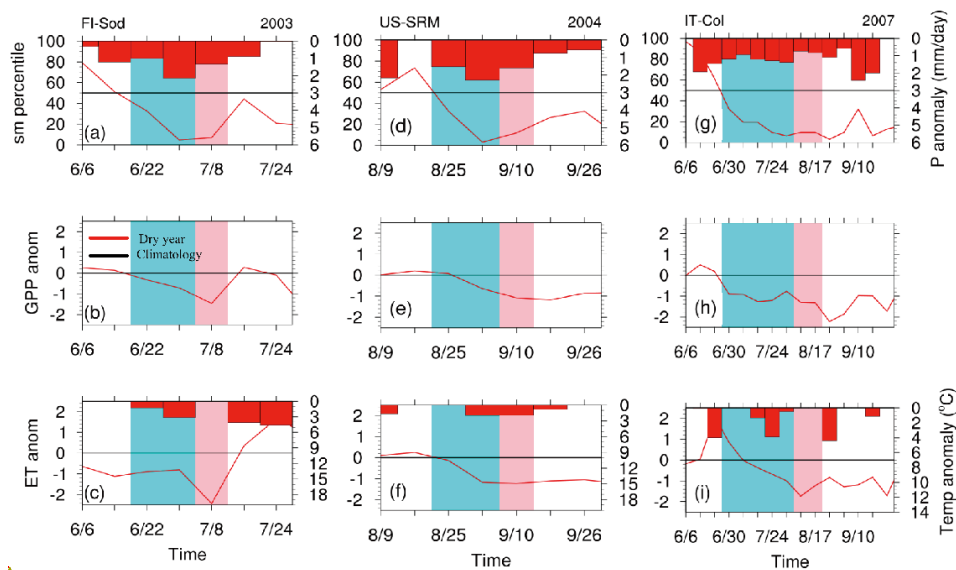 FI-Sod 2003 US-SRM 2004 IT-Col 2007
100 0 100 0 100 0
80 1 80 1 80 1
60 2 60 2 60 2
3 3 3
40 4 40 4 40 4
20 5 20 5 20 5
0 6 0 6 0 6
sn percentile
(a) (d) (g)
P anomaly (mm/day)
6/6 6/22 7/8 7/24 8/9 8/25 9/10 9/26 6/6 6/30 7/24 8/17 9/10
2 2 2
1 Dry year 1 1
Climatology
0 0 0
-1 -1 -1
-2 -2 -2
GPP anom
(b) (e) (h)
6/6 6/22 7/8 7/24 8/9 8/25 9/10 9/26 6/6 6/30 7/24 8/17 9/10
0 0 0
2 3 2 3 2 2
1 6 1 6 1 4
0 9 0 9 0 6
8
-1 12 -1 12 -1 10
15 15 12
-2 18 -2 18 -2 14
ET anom
(c) (f) (i)
Temp anomaly (°C)
6/6 6/22 7/8 7/24 8/9 8/25 9/10 9/26 6/6 6/30 7/24 8/17 9/10
Time Time Time